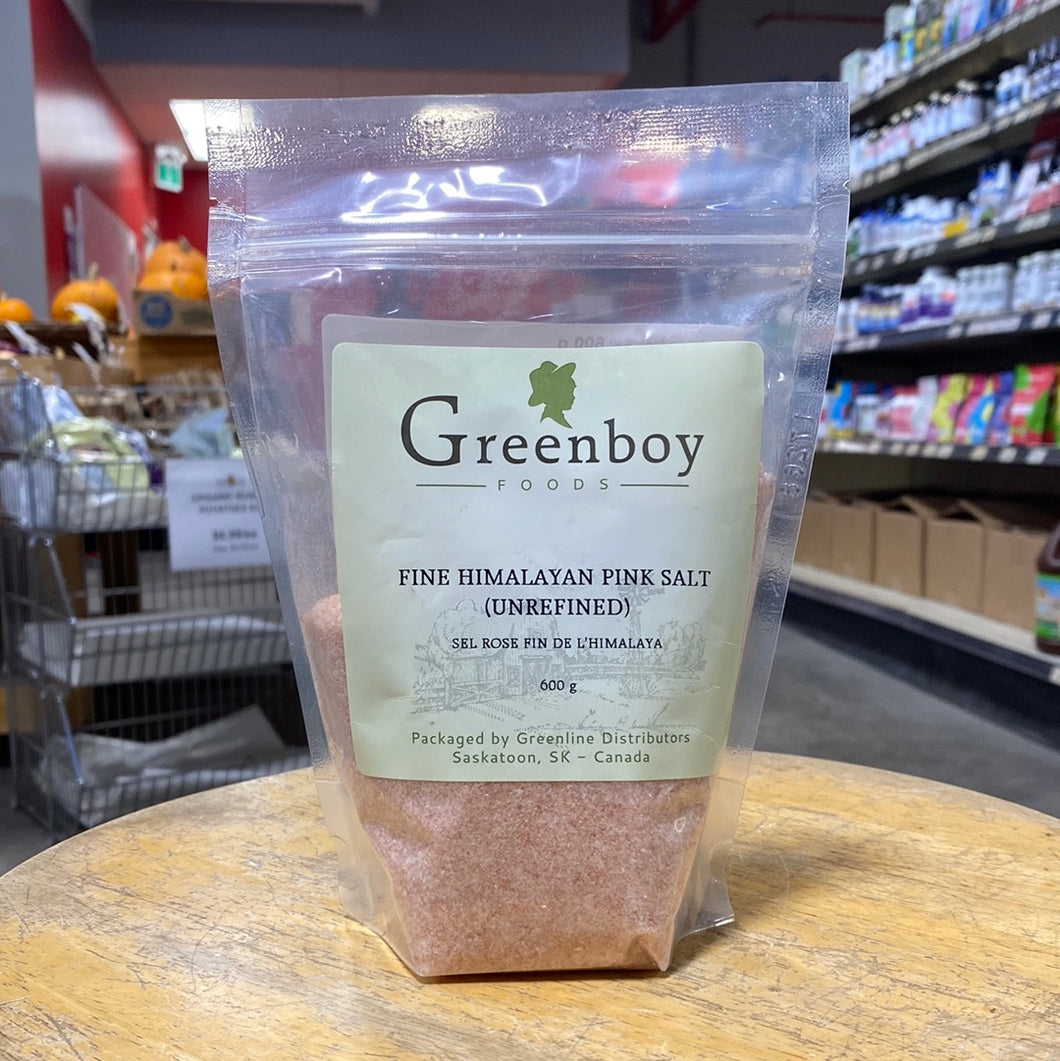 Greenboy
FOODS
FINE HIMALAYAN PINK SALT
(UNREFINED)
SEL ROSE FIN DE L'HIMALAYA
600 g
Packaged by Greenline Distributors
Saskatoon, SK – Canada